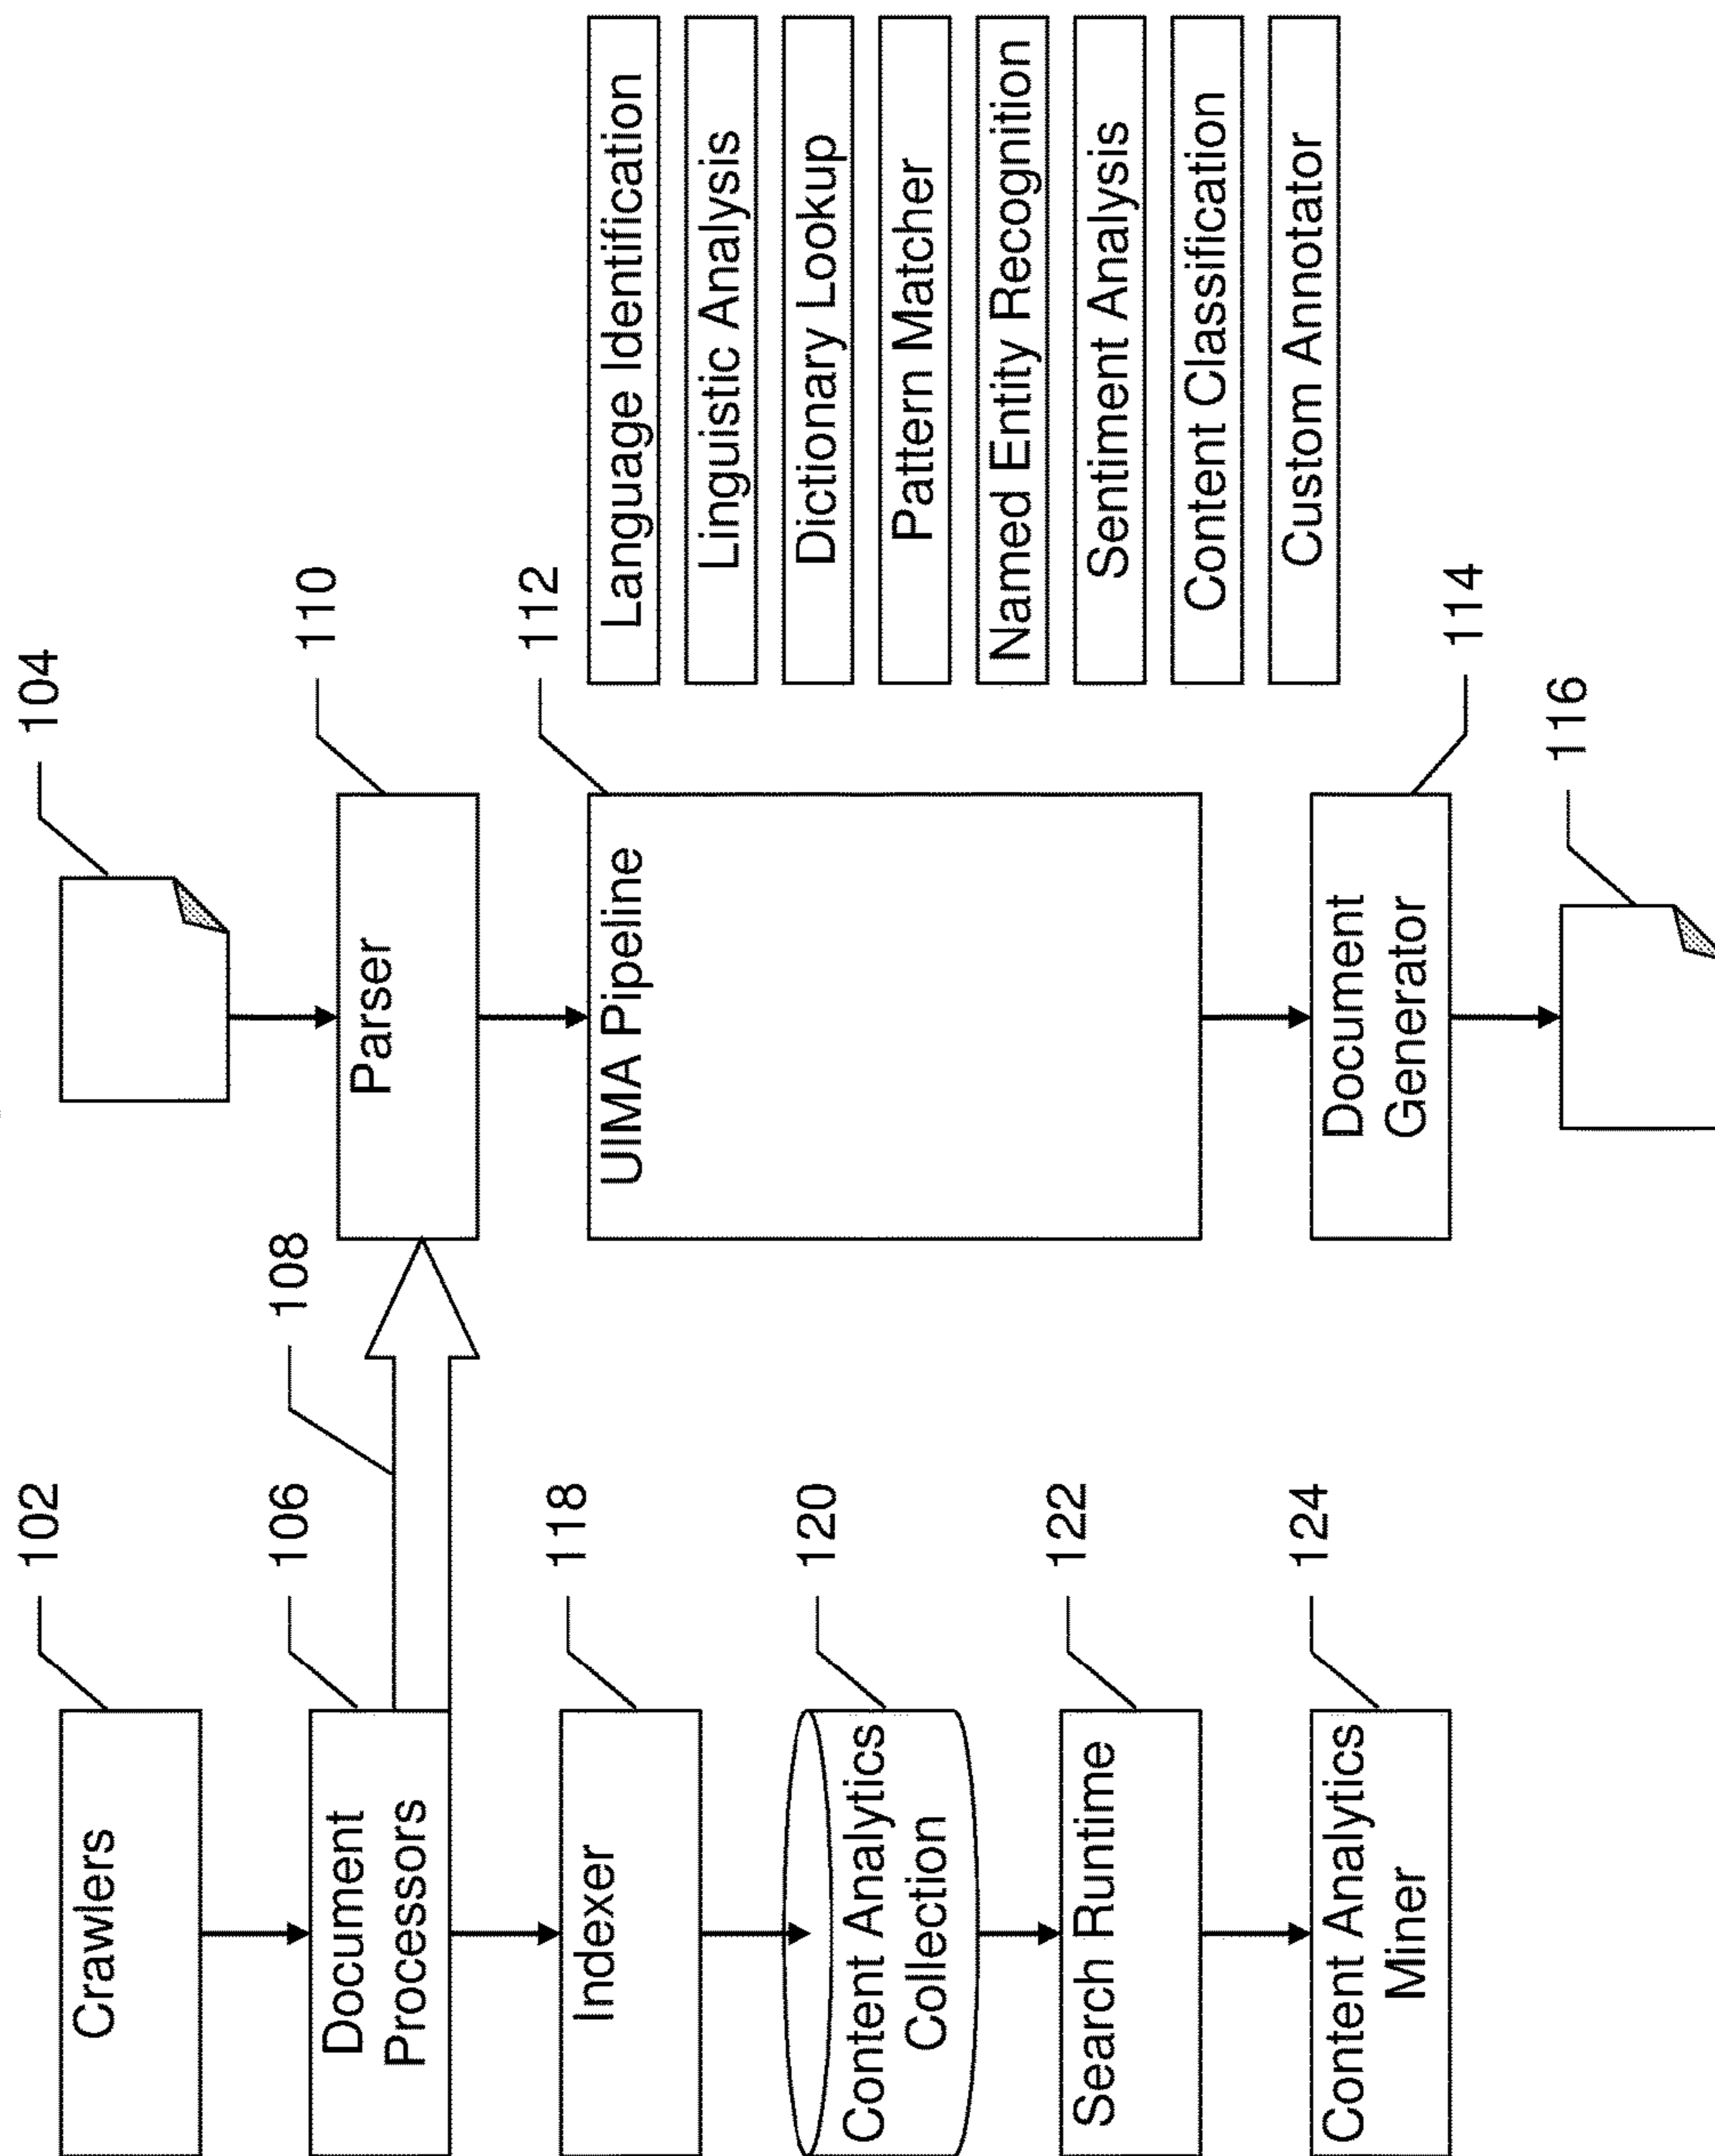 102
Crawlers
106
Document
Processors
108
118
Indexer
120
Content Analytics
Collection
122
Search Runtime
124
Content Analytics
Miner
104
110
Parser
112
UIMA Pipeline
Language Identification
Linguistic Analysis
Dictionary Lookup
Pattern Matcher
Named Entity Recognition
Sentiment Analysis
Content Classification
Custom Annotator
114
Document
Generator
116